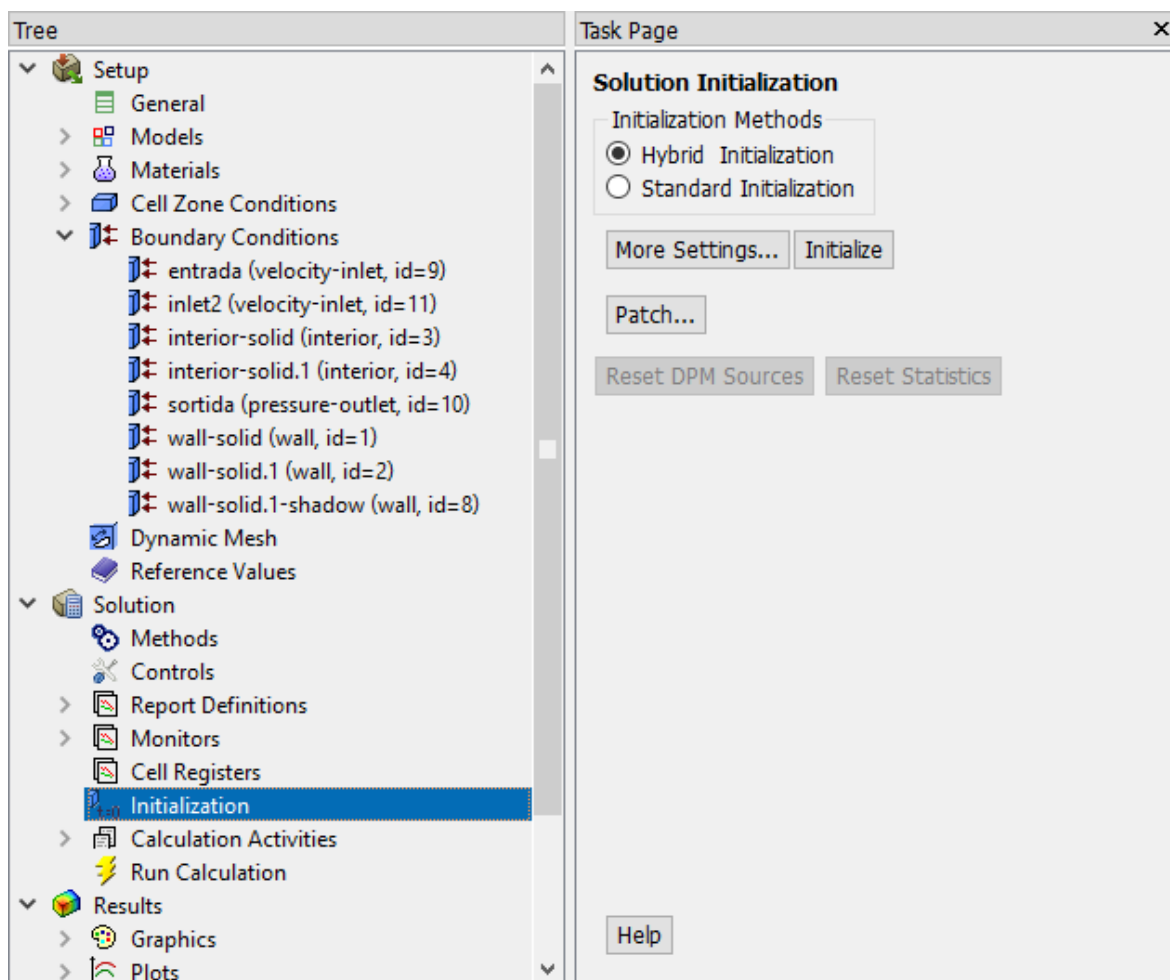 Tree
Setup
General
Models
Materials
Cell Zone Conditions
Boundary Conditions
entrada (velocity-inlet, id=9)
inlet2 (velocity-inlet, id=11)
interior-solid (interior, id=3)
interior-solid.1 (interior, id=4)
sortida (pressure-outlet, id=10)
wall-solid (wall, id=1)
wall-solid.1 (wall, id=2)
wall-solid.1-shadow (wall, id=8)
Dynamic Mesh
Reference Values
Solution
Methods
Controls
Report Definitions
Monitors
Cell Registers
Initialization
Calculation Activities
Run Calculation
Results
Graphics
Plots
Task Page
Solution Initialization
Initialization Methods
Hybrid Initialization
Standard Initialization
More Settings... Initialize
Patch...
Reset DPM Sources Reset Statistics
Help